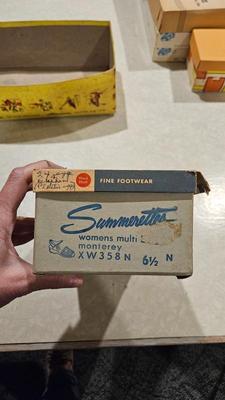 FINE FOOTWEAR
Summerettes
womens multi
monterey
XW358N 6½ N